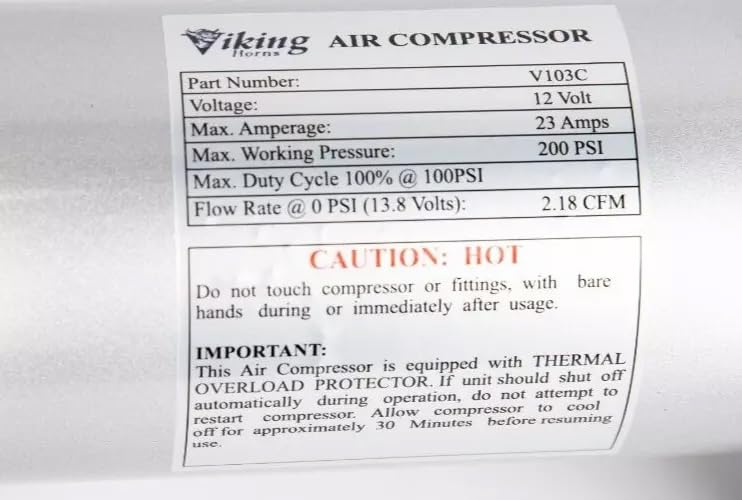 Viking Horns AIR COMPRESSOR
Part Number: V103C
Voltage: 12 Volt
Max. Amperage: 23 Amps
Max. Working Pressure: 200 PSI
Max. Duty Cycle 100% @ 100PSI
Flow Rate @ 0 PSI (13.8 Volts): 2.18 CFM
CAUTION: HOT
Do not touch compressor or fittings, with bare
hands during or immediately after usage.
IMPORTANT:
This Air Compressor is equipped with THERMAL
OVERLOAD PROTECTOR. If unit should shut off
automatically during operation, do not attempt to
restart compressor. Allow compressor to cool
off for approximately 30 Minutes before resuming
use.